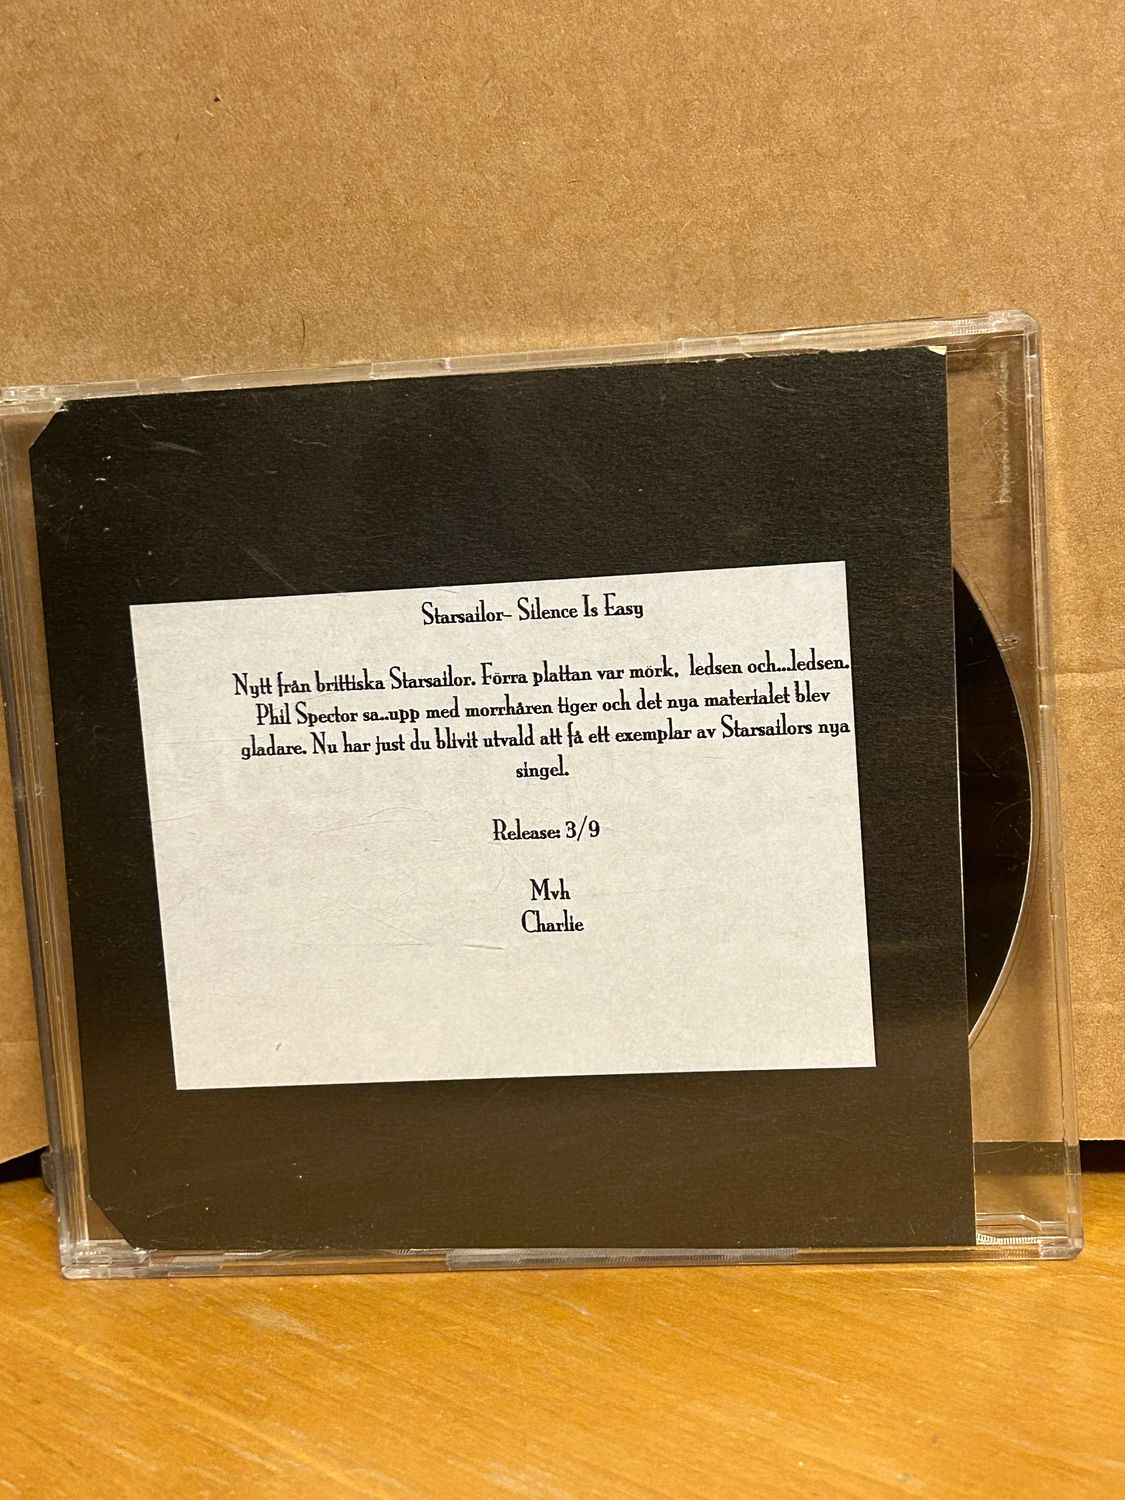 Starsailor- Silence Is Easy
Nytt från brittiska Starsailor. Förra plattan var mörk, ledsen och...ledsen.
Phil Spector sa..upp med morrhåren tiger och det nya materialet blev
gladare. Nu har just du blivit utvald att få ett exemplar av Starsailors nya
singel.
Release: 3/9
Mvh
Charlie